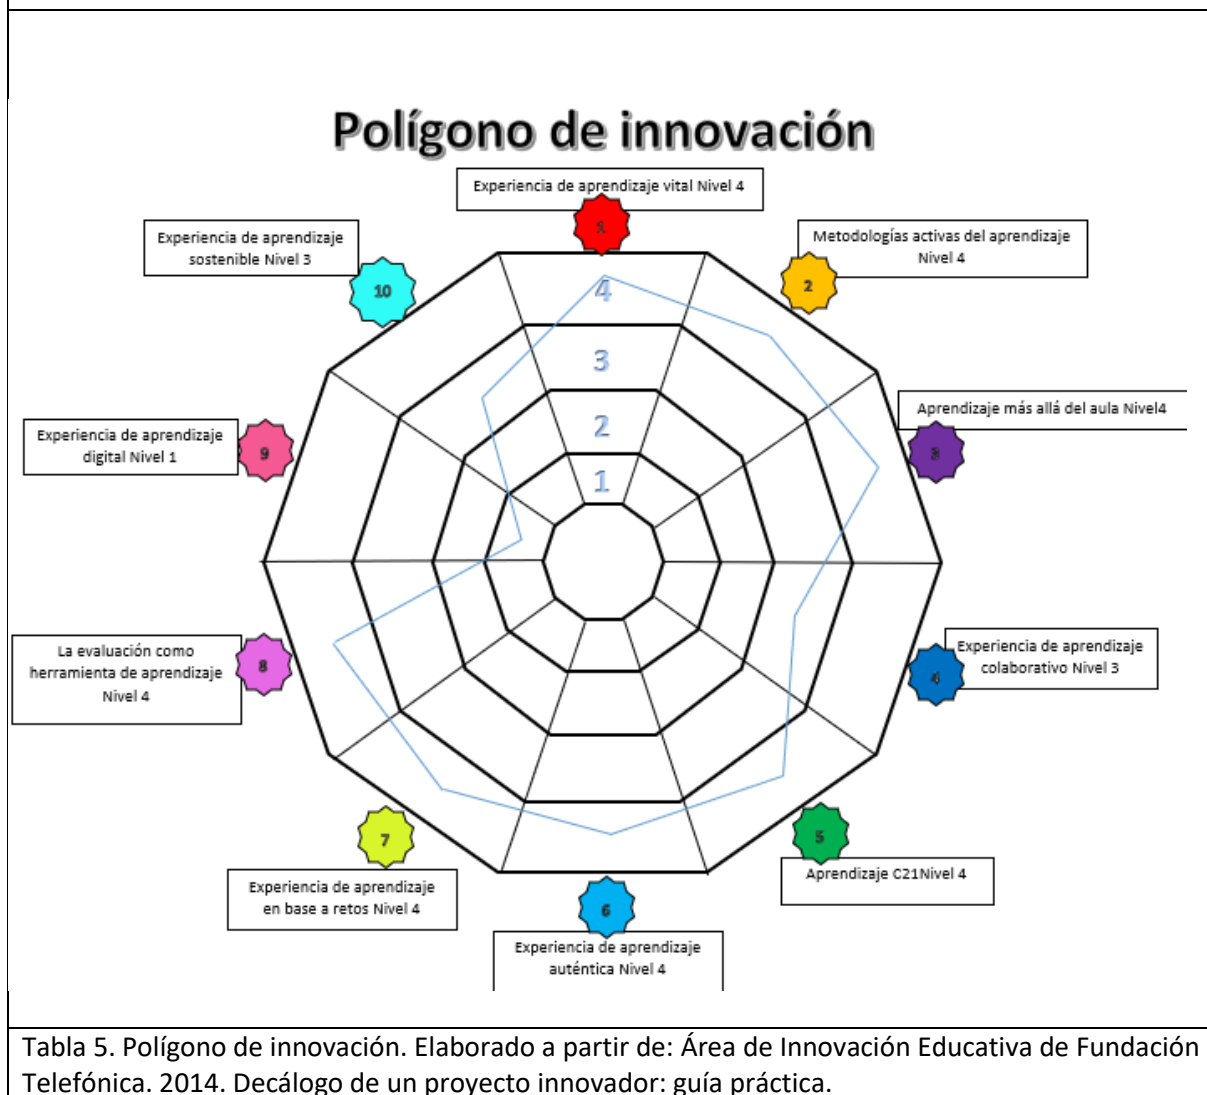 Polígono de innovación
Experiencia de aprendizaje vital Nivel 4
1
Metodologías activas del aprendizaje
Nivel 4
2
Experiencia de aprendizaje
sostenible Nivel 3
10
4
3
2
1
Aprendizaje más allá del aula Nivel4
3
Experiencia de aprendizaje
digital Nivel 1
9
Experiencia de aprendizaje
colaborativo Nivel 3
4
La evaluación como
herramienta de aprendizaje
Nivel 4
8
5
Aprendizaje C21Nivel 4
7
Experiencia de aprendizaje
en base a retos Nivel 4
6
Experiencia de aprendizaje
auténtica Nivel 4
Tabla 5. Polígono de innovación. Elaborado a partir de: Área de Innovación Educativa de Fundación
Telefónica. 2014. Decálogo de un proyecto innovador: guía práctica.